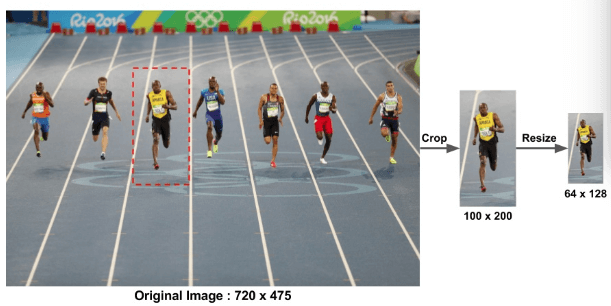 Rio2016
Rio2016
Crop
Resize
100 x 200
64 x 128
Original Image : 720 x 475